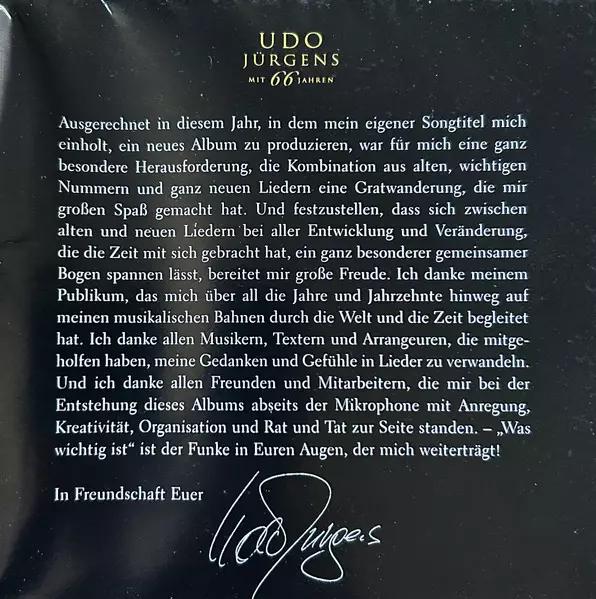 UDO
JÜRGENS
MIT 66 JAHREN
Ausgerechnet in diesem Jahr, in dem mein eigener Songtitel mich
einholt, ein neues Album zu produzieren, war für mich eine ganz
besondere Herausforderung, die Kombination aus alten, wichtigen
Nummern und ganz neuen Liedern eine Gratwanderung, die mir
großen Spaß gemacht hat. Und festzustellen, dass sich zwischen
alten und neuen Liedern bei aller Entwicklung und Veränderung,
die die Zeit mit sich gebracht hat, ein ganz besonderer gemeinsamer
Bogen spannen lässt, bereitet mir große Freude. Ich danke meinem
Publikum, das mich über all die Jahre und Jahrzehnte hinweg auf
meinen musikalischen Bahnen durch die Welt und die Zeit begleitet
hat. Ich danke allen Musikern, Textern und Arrangeuren, die mitge-
holfen haben, meine Gedanken und Gefühle in Lieder zu verwandeln.
Und ich danke allen Freunden und Mitarbeitern, die mir bei der
Entstehung dieses Albums abseits der Mikrophone mit Anregung,
Kreativität, Organisation und Rat und Tat zur Seite standen. – „Was
wichtig ist“ ist der Funke in Euren Augen, der mich weiterträgt!
In Freundschaft Euer
Udo Jürgens